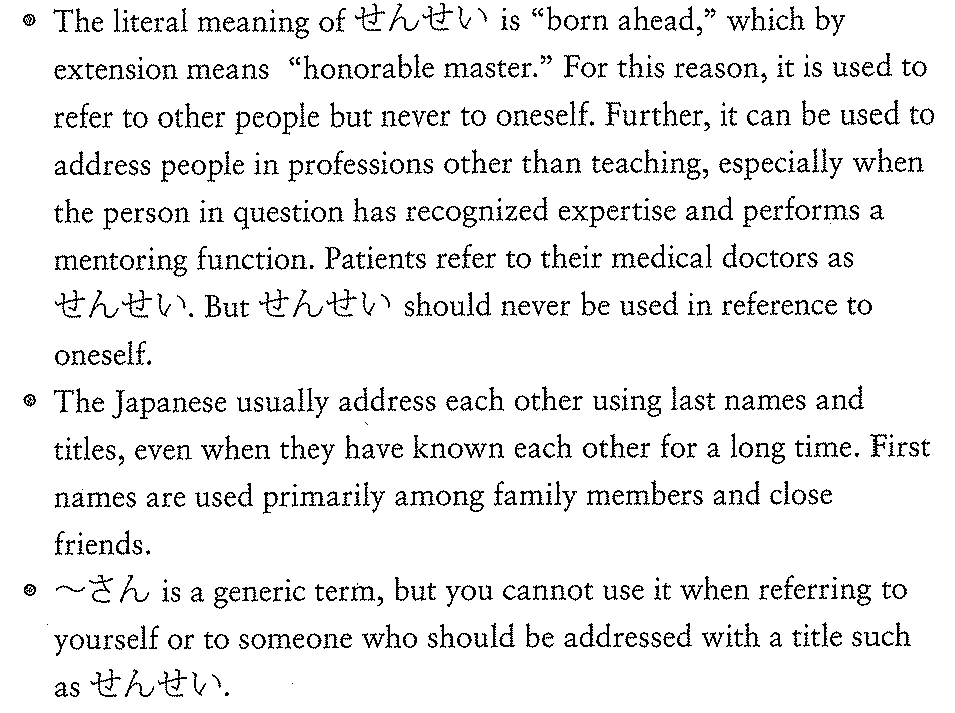 • The literal meaning of せんせい is “born ahead,” which by
extension means “honorable master.” For this reason, it is used to
refer to other people but never to oneself. Further, it can be used to
address people in professions other than teaching, especially when
the person in question has recognized expertise and performs a
mentoring function. Patients refer to their medical doctors as
せんせい. But せんせい should never be used in reference to
oneself.
• The Japanese usually address each other using last names and
titles, even when they have known each other for a long time. First
names are used primarily among family members and close
friends.
• ～さん is a generic term, but you cannot use it when referring to
yourself or to someone who should be addressed with a title such
as せんせい.